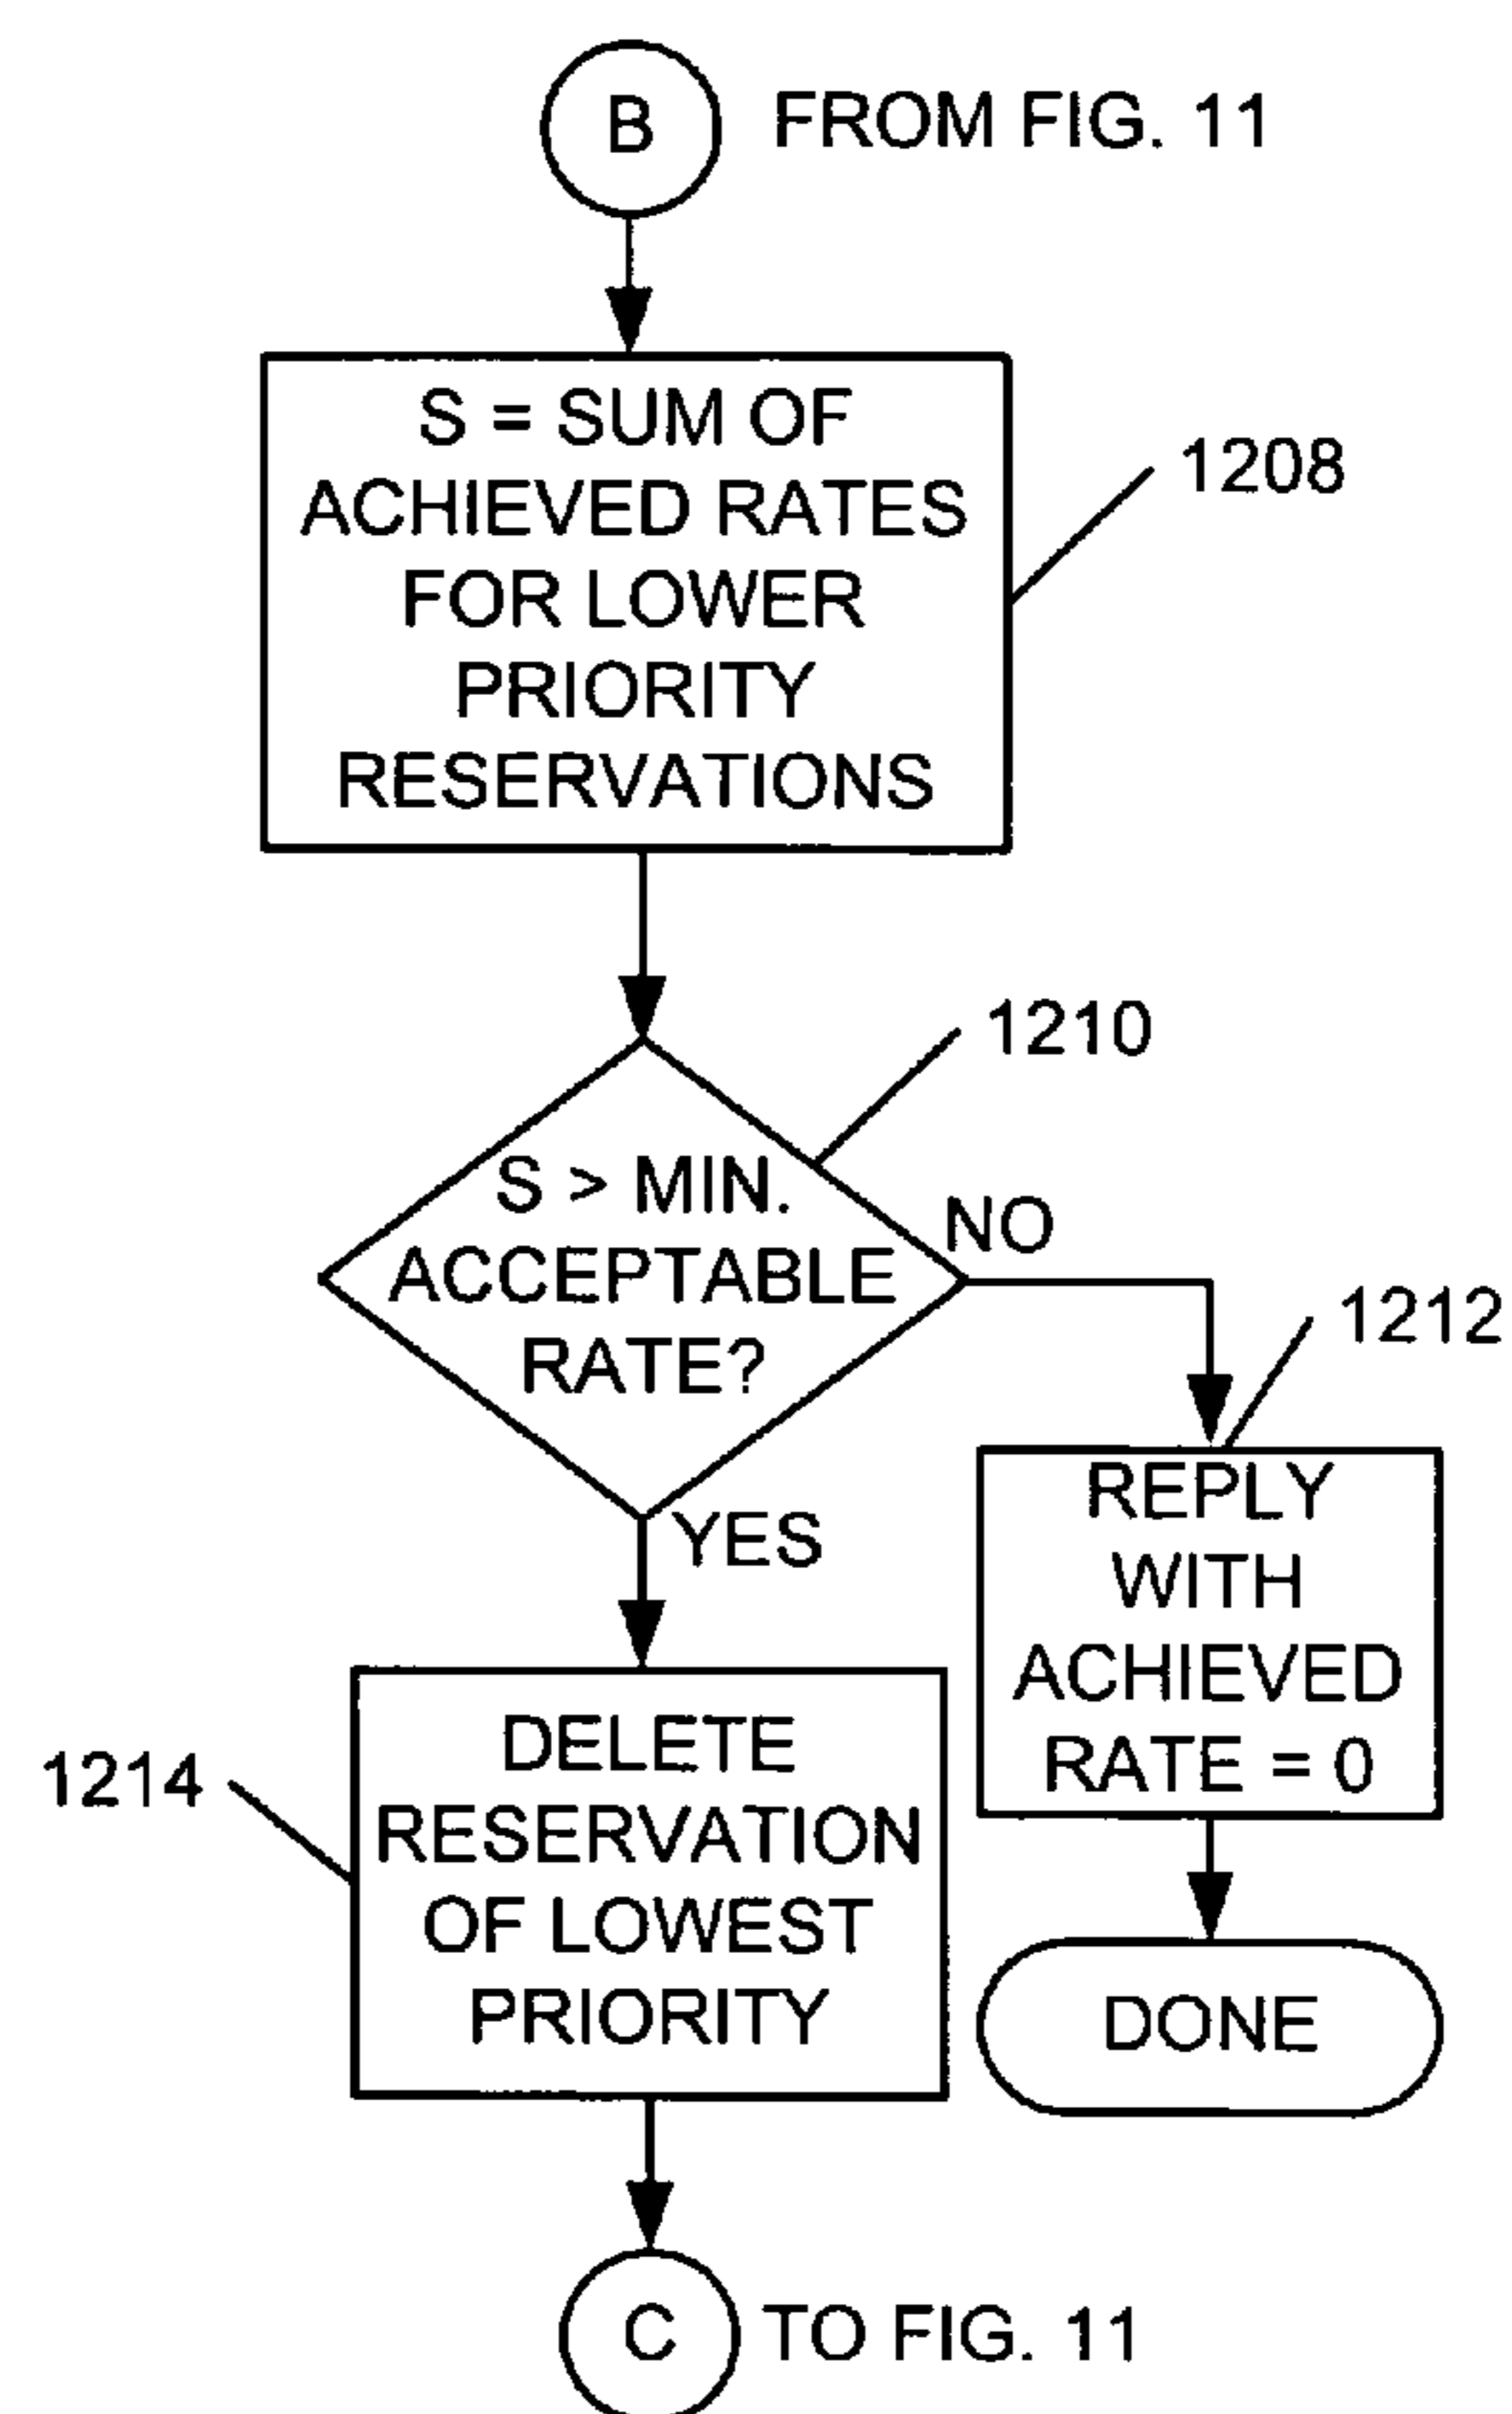 B
FROM FIG. 11
S = SUM OF
ACHIEVED RATES
FOR LOWER
PRIORITY
RESERVATIONS
1208
1210
S > MIN.
ACCEPTABLE
RATE?
NO
1212
YES
REPLY
WITH
ACHIEVED
RATE = 0
DONE
1214
DELETE
RESERVATION
OF LOWEST
PRIORITY
C
TO FIG. 11